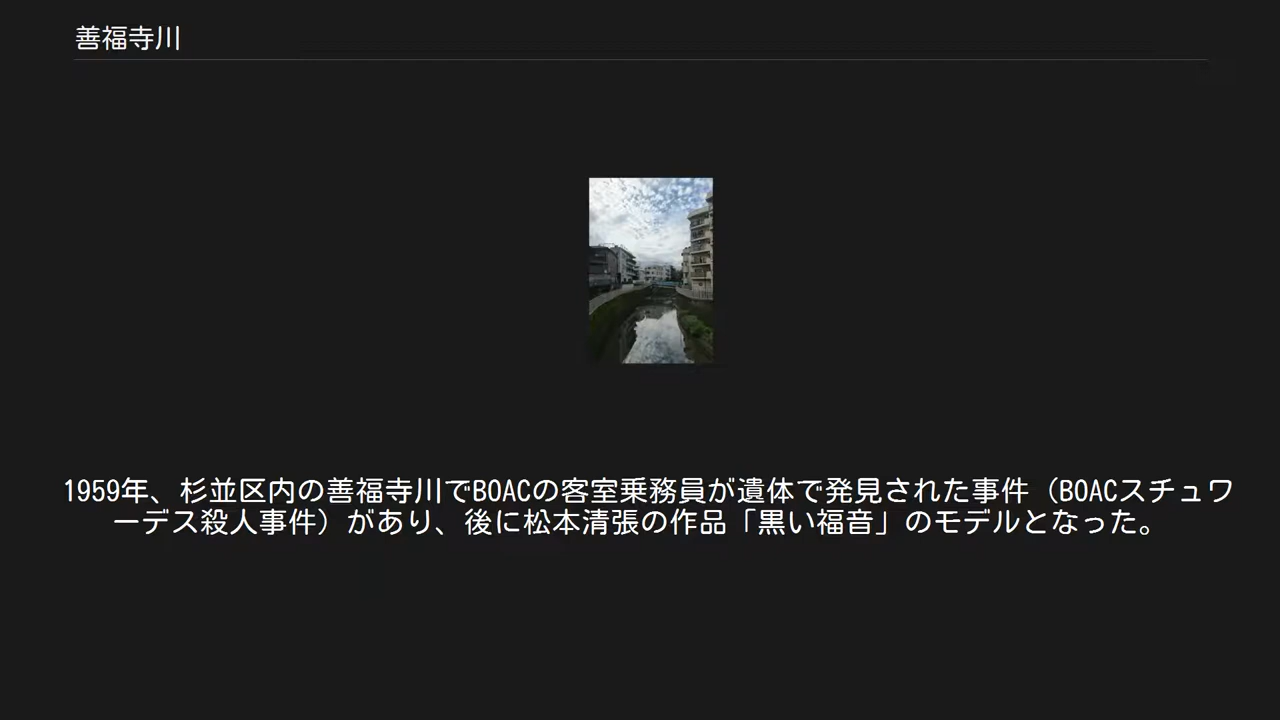 善福寺川
1959年、杉並区内の善福寺川でBOACの客室乗務員が遺体で発見された事件（BOACスチュワ
ーデス殺人事件）があり、後に松本清張の作品「黒い福音」のモデルとなった。